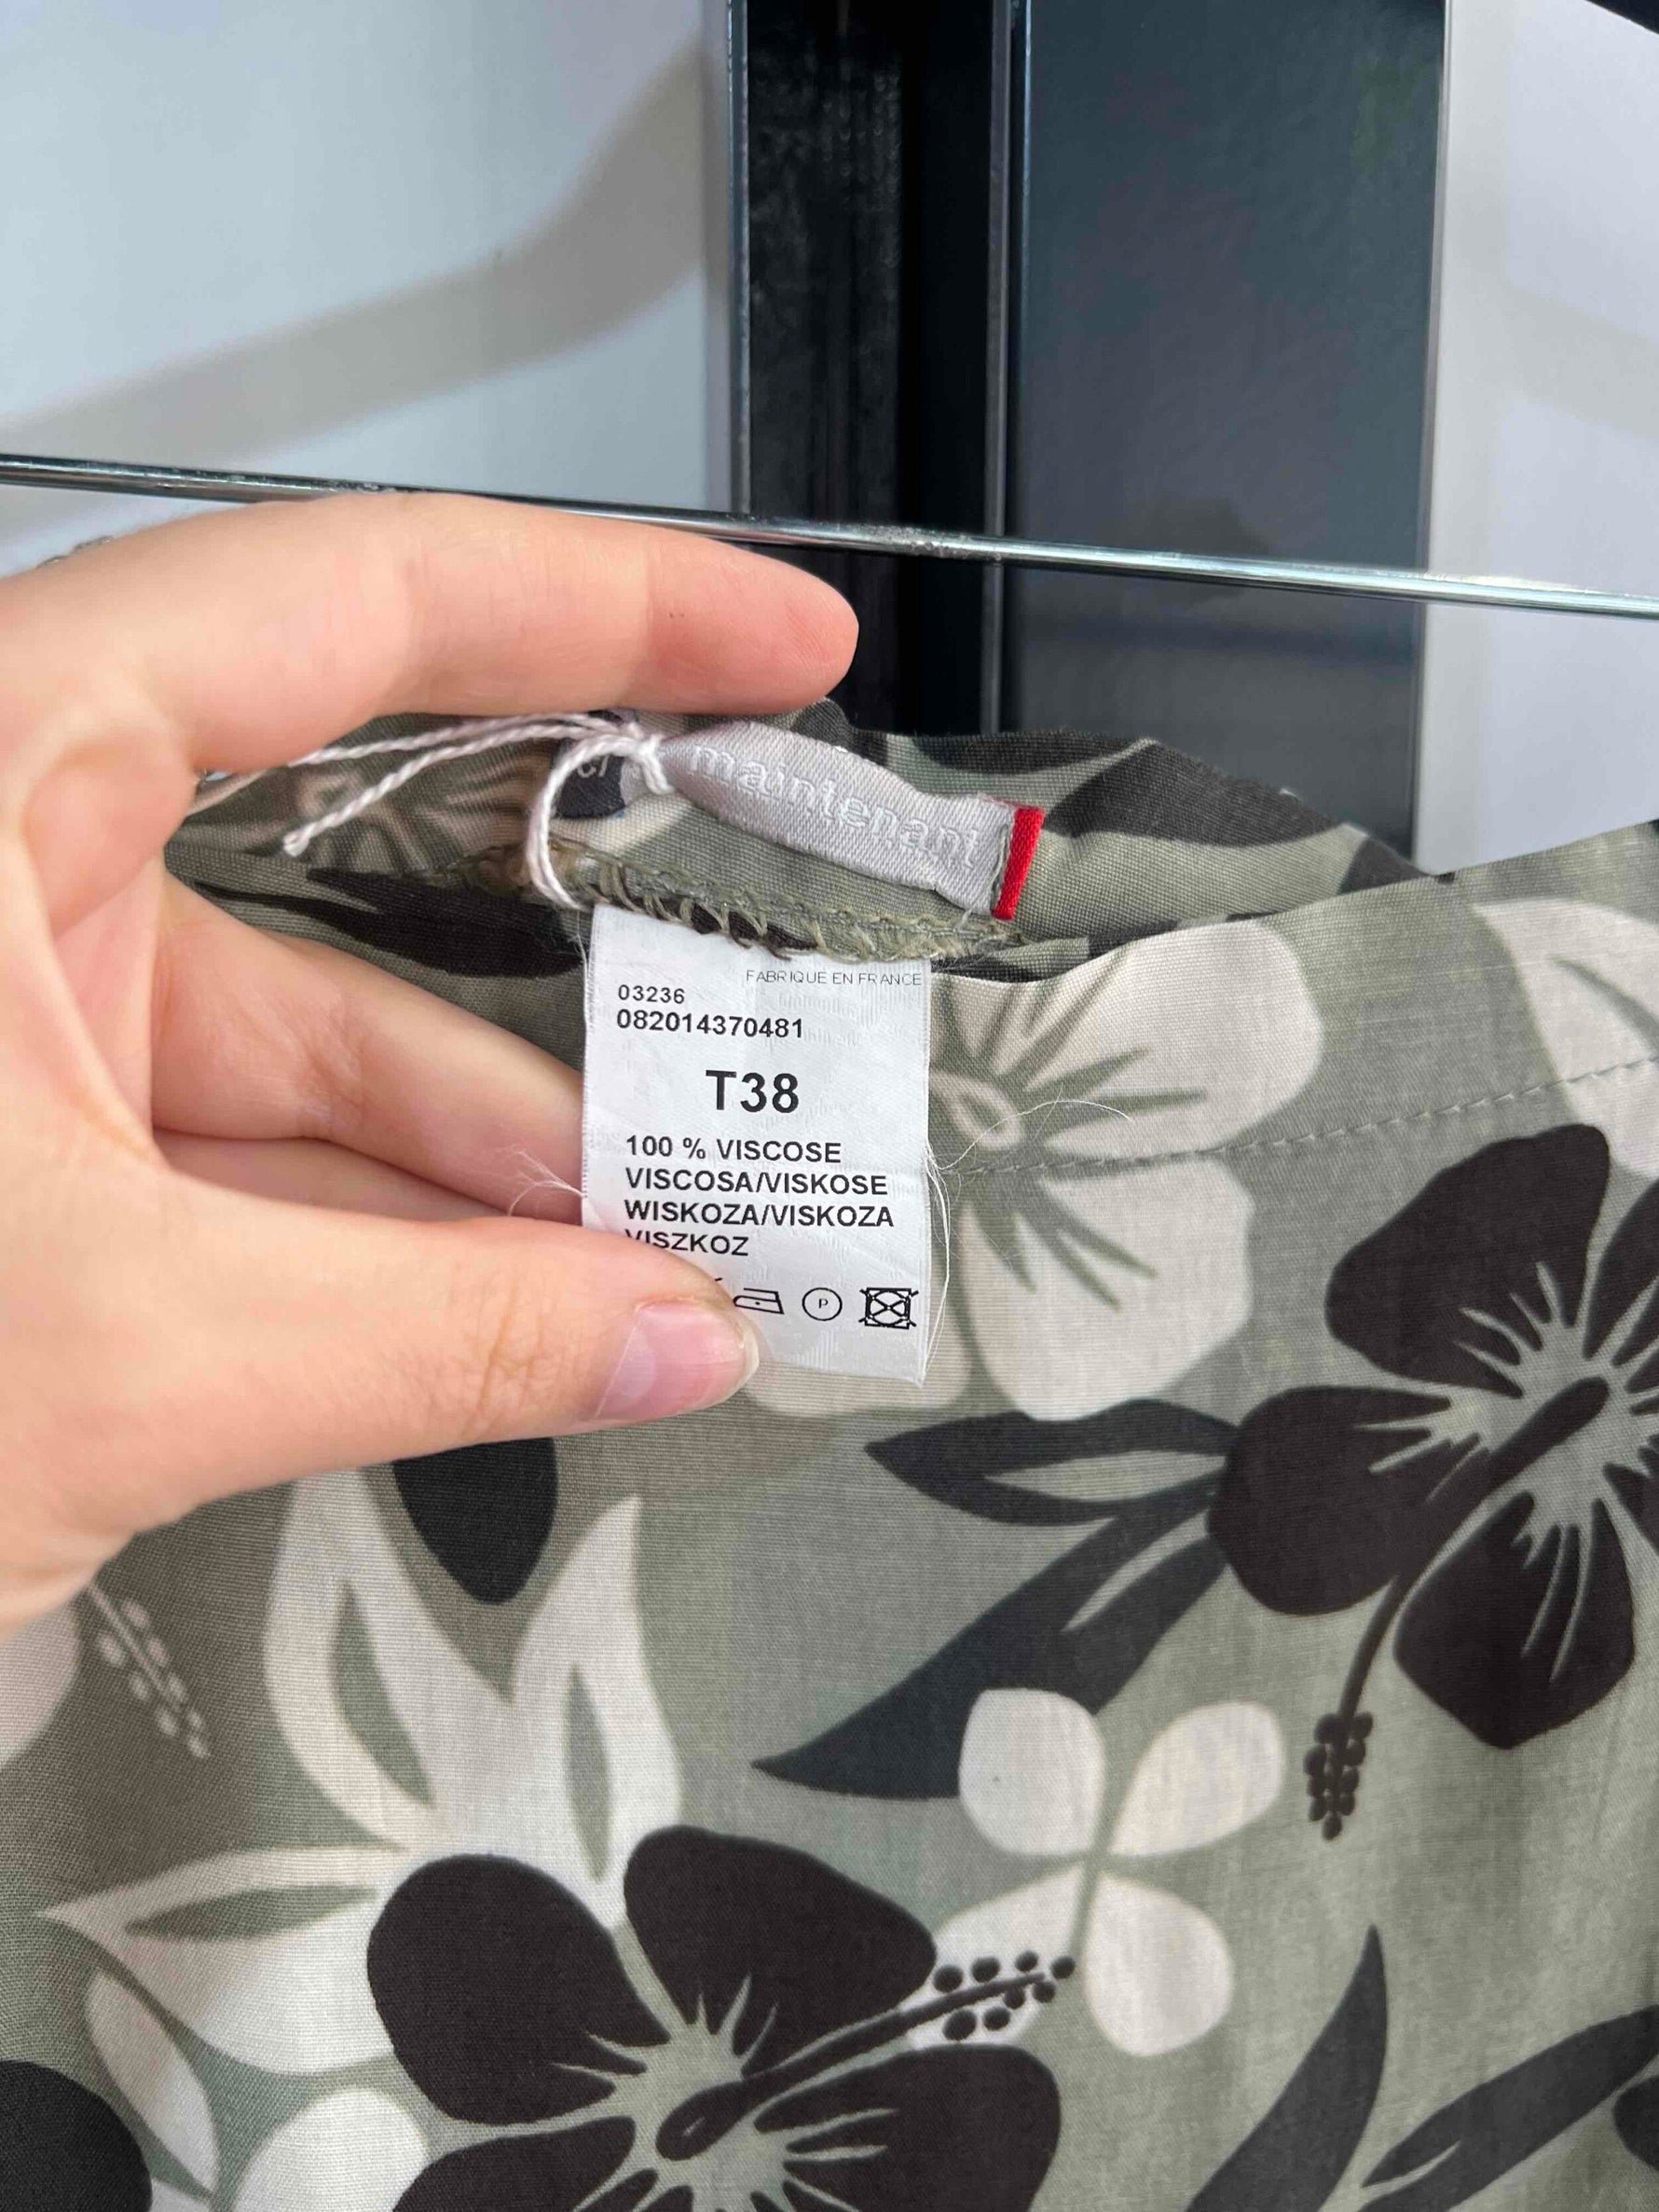 maintenant
FABRIQUE EN FRANCE
03236
082014370481
T38
100 % VISCOSE
VISCOSA/VISKOSE
WISKOZA/VISKOZA
VISZKOZ
P